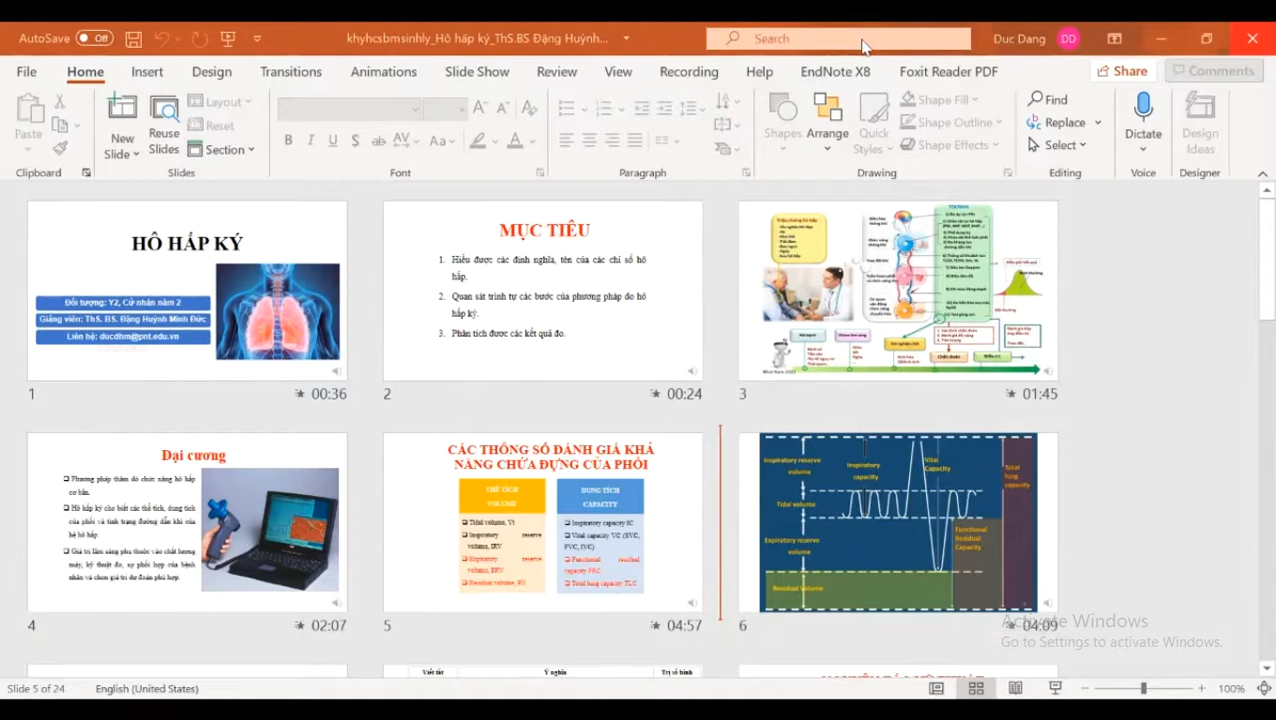 AutoSave
Off
khyhcsbmsinhly_Hô hấp ký_ThS.BS Đặng Huỳnh...
Search
Duc Dang
DD
File
Home
Insert
Design
Transitions
Animations
Slide Show
Review
View
Recording
Help
EndNote X8
Foxit Reader PDF
Share
Comments
Paste
New
Slide
Reuse
Slides
Layout
Reset
Section
Shapes
Arrange
Quick
Styles
Shape Fill
Shape Outline
Shape Effects
Find
Replace
Select
Dictate
Design
Ideas
Clipboard
Slides
Font
Paragraph
Drawing
Editing
Voice
Designer
HÔ HẤP KÝ
Đối tượng: Y2, Cử nhân năm 2
Giảng viên: ThS. BS. Đặng Huỳnh Minh Đức
Liên hệ: ducdhm@pnt.edu.vn
1
00:36
MỤC TIÊU
1. Hiểu được các định nghĩa, tên của các chỉ số hô
hấp.
2. Quan sát trình tự các bước của phương pháp đo hô
hấp ký.
3. Phân tích được các kết quả đo.
2
00:24
3
01:45
Đại cương
Phương pháp thăm dò chức năng hô hấp
cơ bản.
Hô hấp ký cho biết các thể tích, dung tích
của phổi và tình trạng đường dẫn khí của
hệ hô hấp.
Giá trị lâm sàng phụ thuộc vào chất lượng
máy, kỹ thuật đo, sự phối hợp của bệnh
nhân và chọn giá trị dự đoán phù hợp.
4
02:07
CÁC THÔNG SỐ ĐÁNH GIÁ KHẢ
NĂNG CHỨA ĐỰNG CỦA PHỔI
THỂ TÍCH
VOLUME
Tidal volume, Vt
Inspiratory reserve
volume, IRV
Expiratory reserve
volume, ERV
Residual volume, RV
DUNG TÍCH
CAPACITY
Inspiratory capacity IC
Vital capacity VC (SVC,
FVC, IVC)
Functional residual
capacity FRC
Total lung capacity TLC
5
04:57
Inspiratory reserve
volume
Inspiratory
capacity
Vital
Capacity
Total
lung
capacity
Tidal volume
Expiratory reserve
volume
Functional
Residual
Capacity
Residual volume
6
04:09
Activate Windows
Go to Settings to activate Windows.
Viết tắt
Ý nghĩa
Trị số bình
Slide 5 of 24
English (United States)
100%